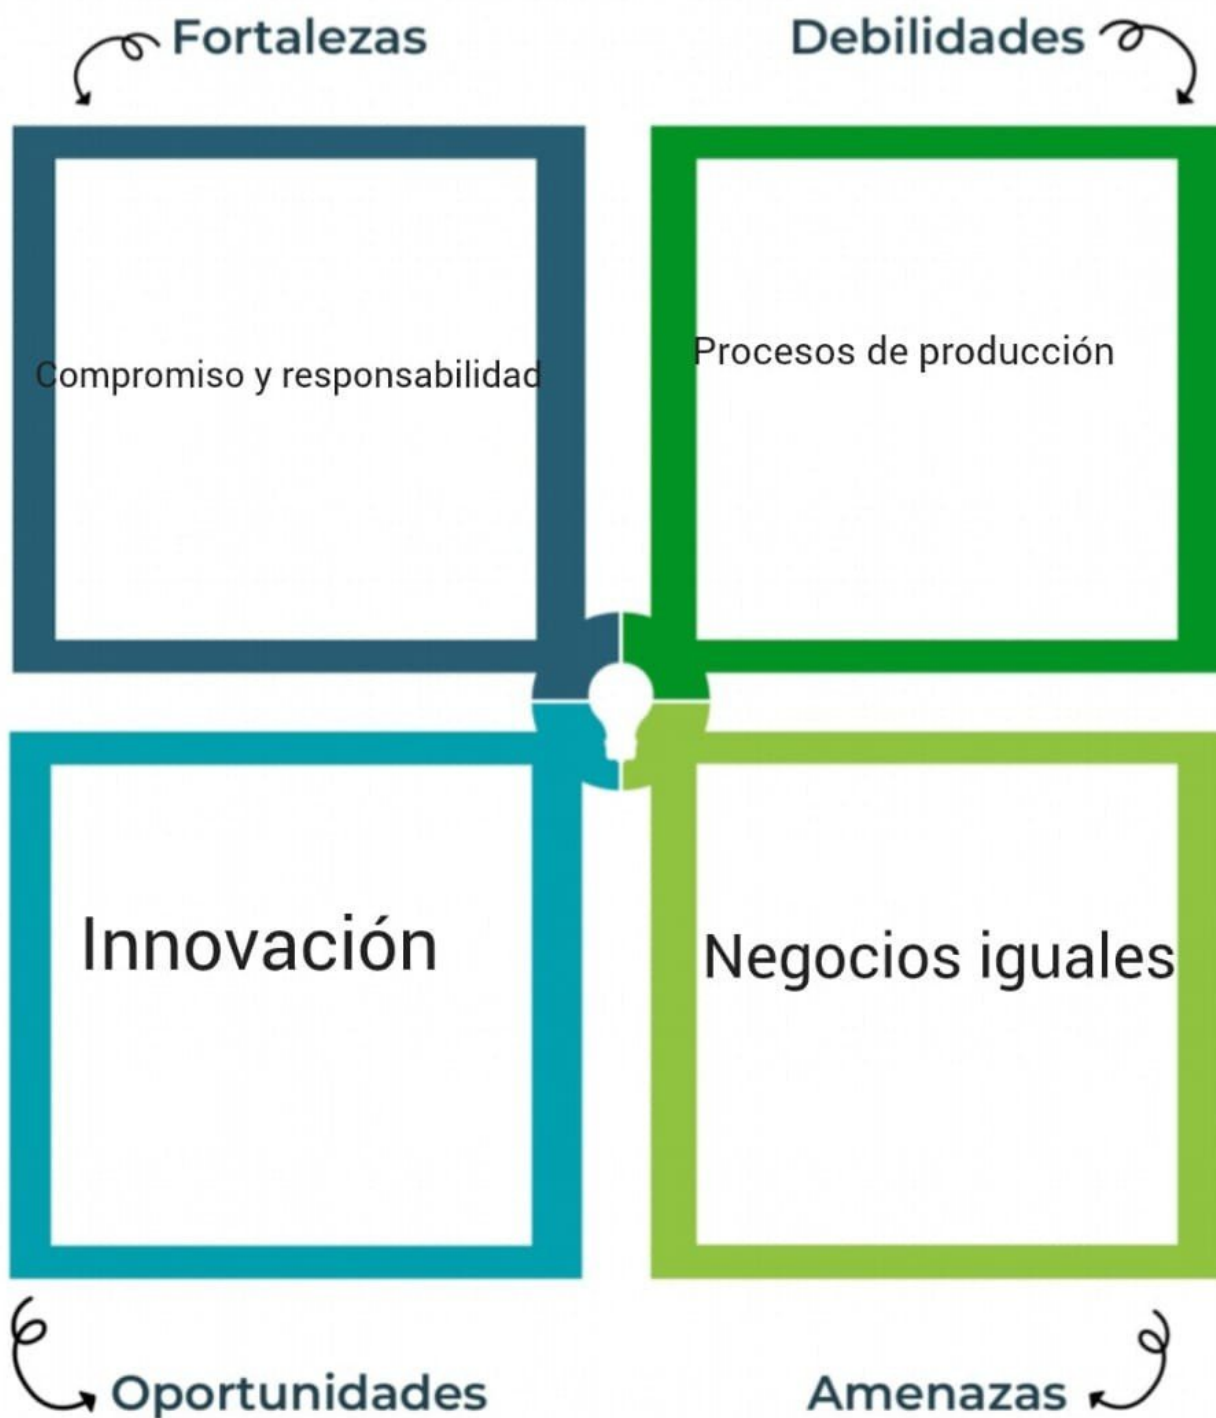 Fortalezas
Debilidades
Compromiso y responsabilidad
Procesos de producción
Innovación
Negocios iguales
Oportunidades
Amenazas